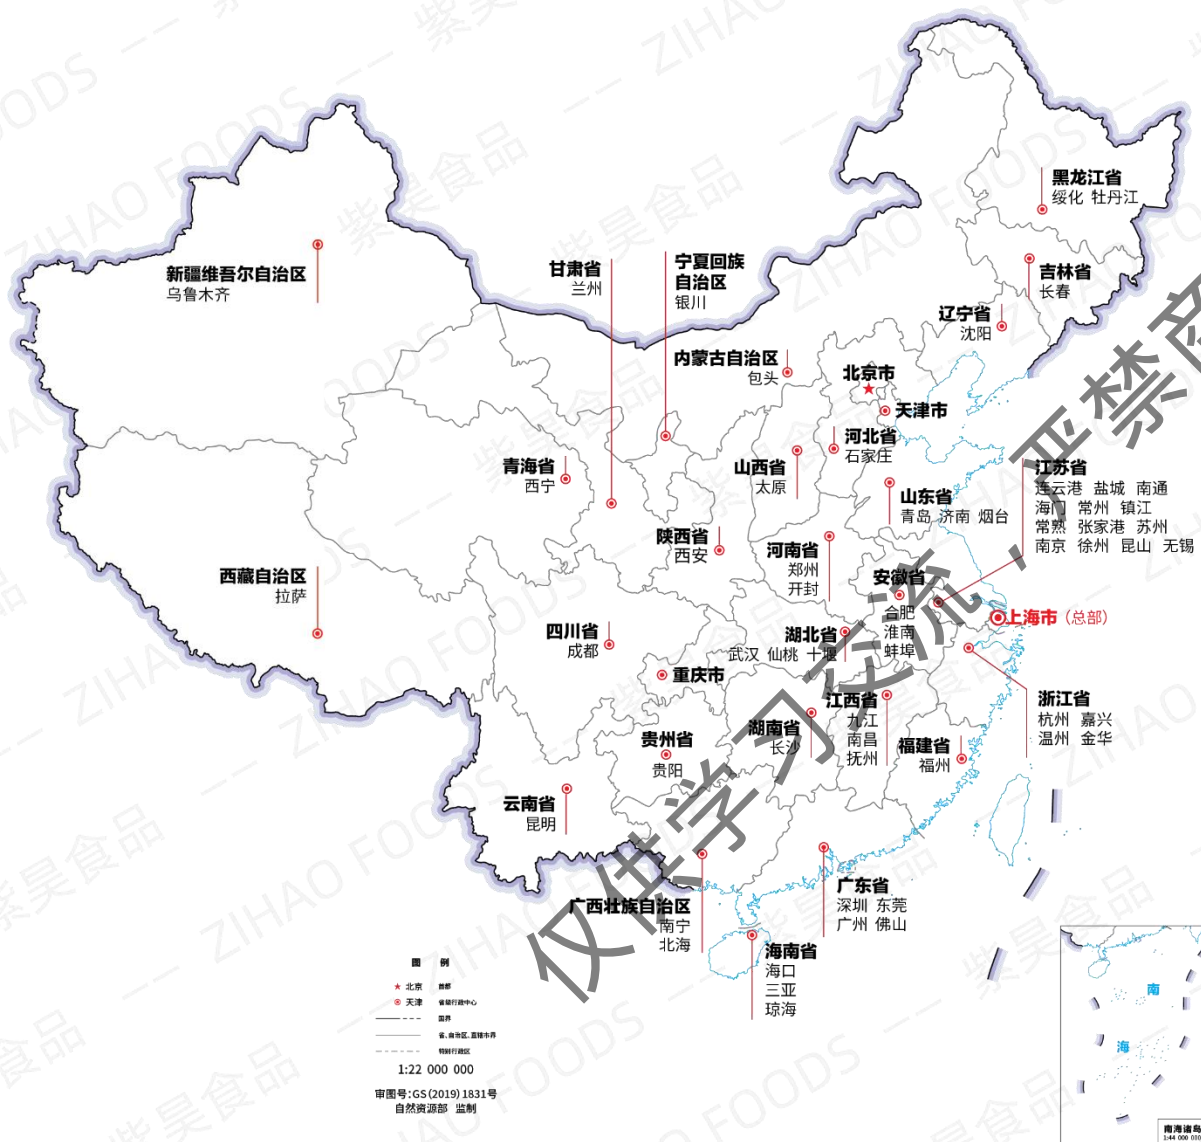 黑龙江省
绥化 牡丹江
吉林省
长春
辽宁省
沈阳
新疆维吾尔自治区
乌鲁木齐
甘肃省
兰州
宁夏回族
自治区
银川
内蒙古自治区
包头
北京市
天津市
河北省
石家庄
山西省
太原
青海省
西宁
山东省
青岛 济南 烟台
江苏省
连云港 盐城 南通
海门 常州 镇江
常熟 张家港 苏州
南京 徐州 昆山 无锡
陕西省
西安
河南省
郑州
开封
安徽省
合肥
淮南
蚌埠
西藏自治区
拉萨
上海市(总部)
四川省
成都
湖北省
武汉 仙桃 十堰
重庆市
浙江省
杭州 嘉兴
温州 金华
江西省
九江
南昌
抚州
湖南省
长沙
贵州省
贵阳
福建省
福州
云南省
昆明
广西壮族自治区
南宁
北海
广东省
深圳 东莞
广州 佛山
海南省
海口
三亚
琼海
图 例
北京 首都
天津 省级行政中心
国界
省、自治区、直辖市界
特别行政区
1:22 000 000
审图号:GS(2019)1831号
自然资源部 监制
南
海
南海诸岛
1:44 000 000
仅供学习交流,严禁商
ZIHAO FOODS -- 紫昊食品 --